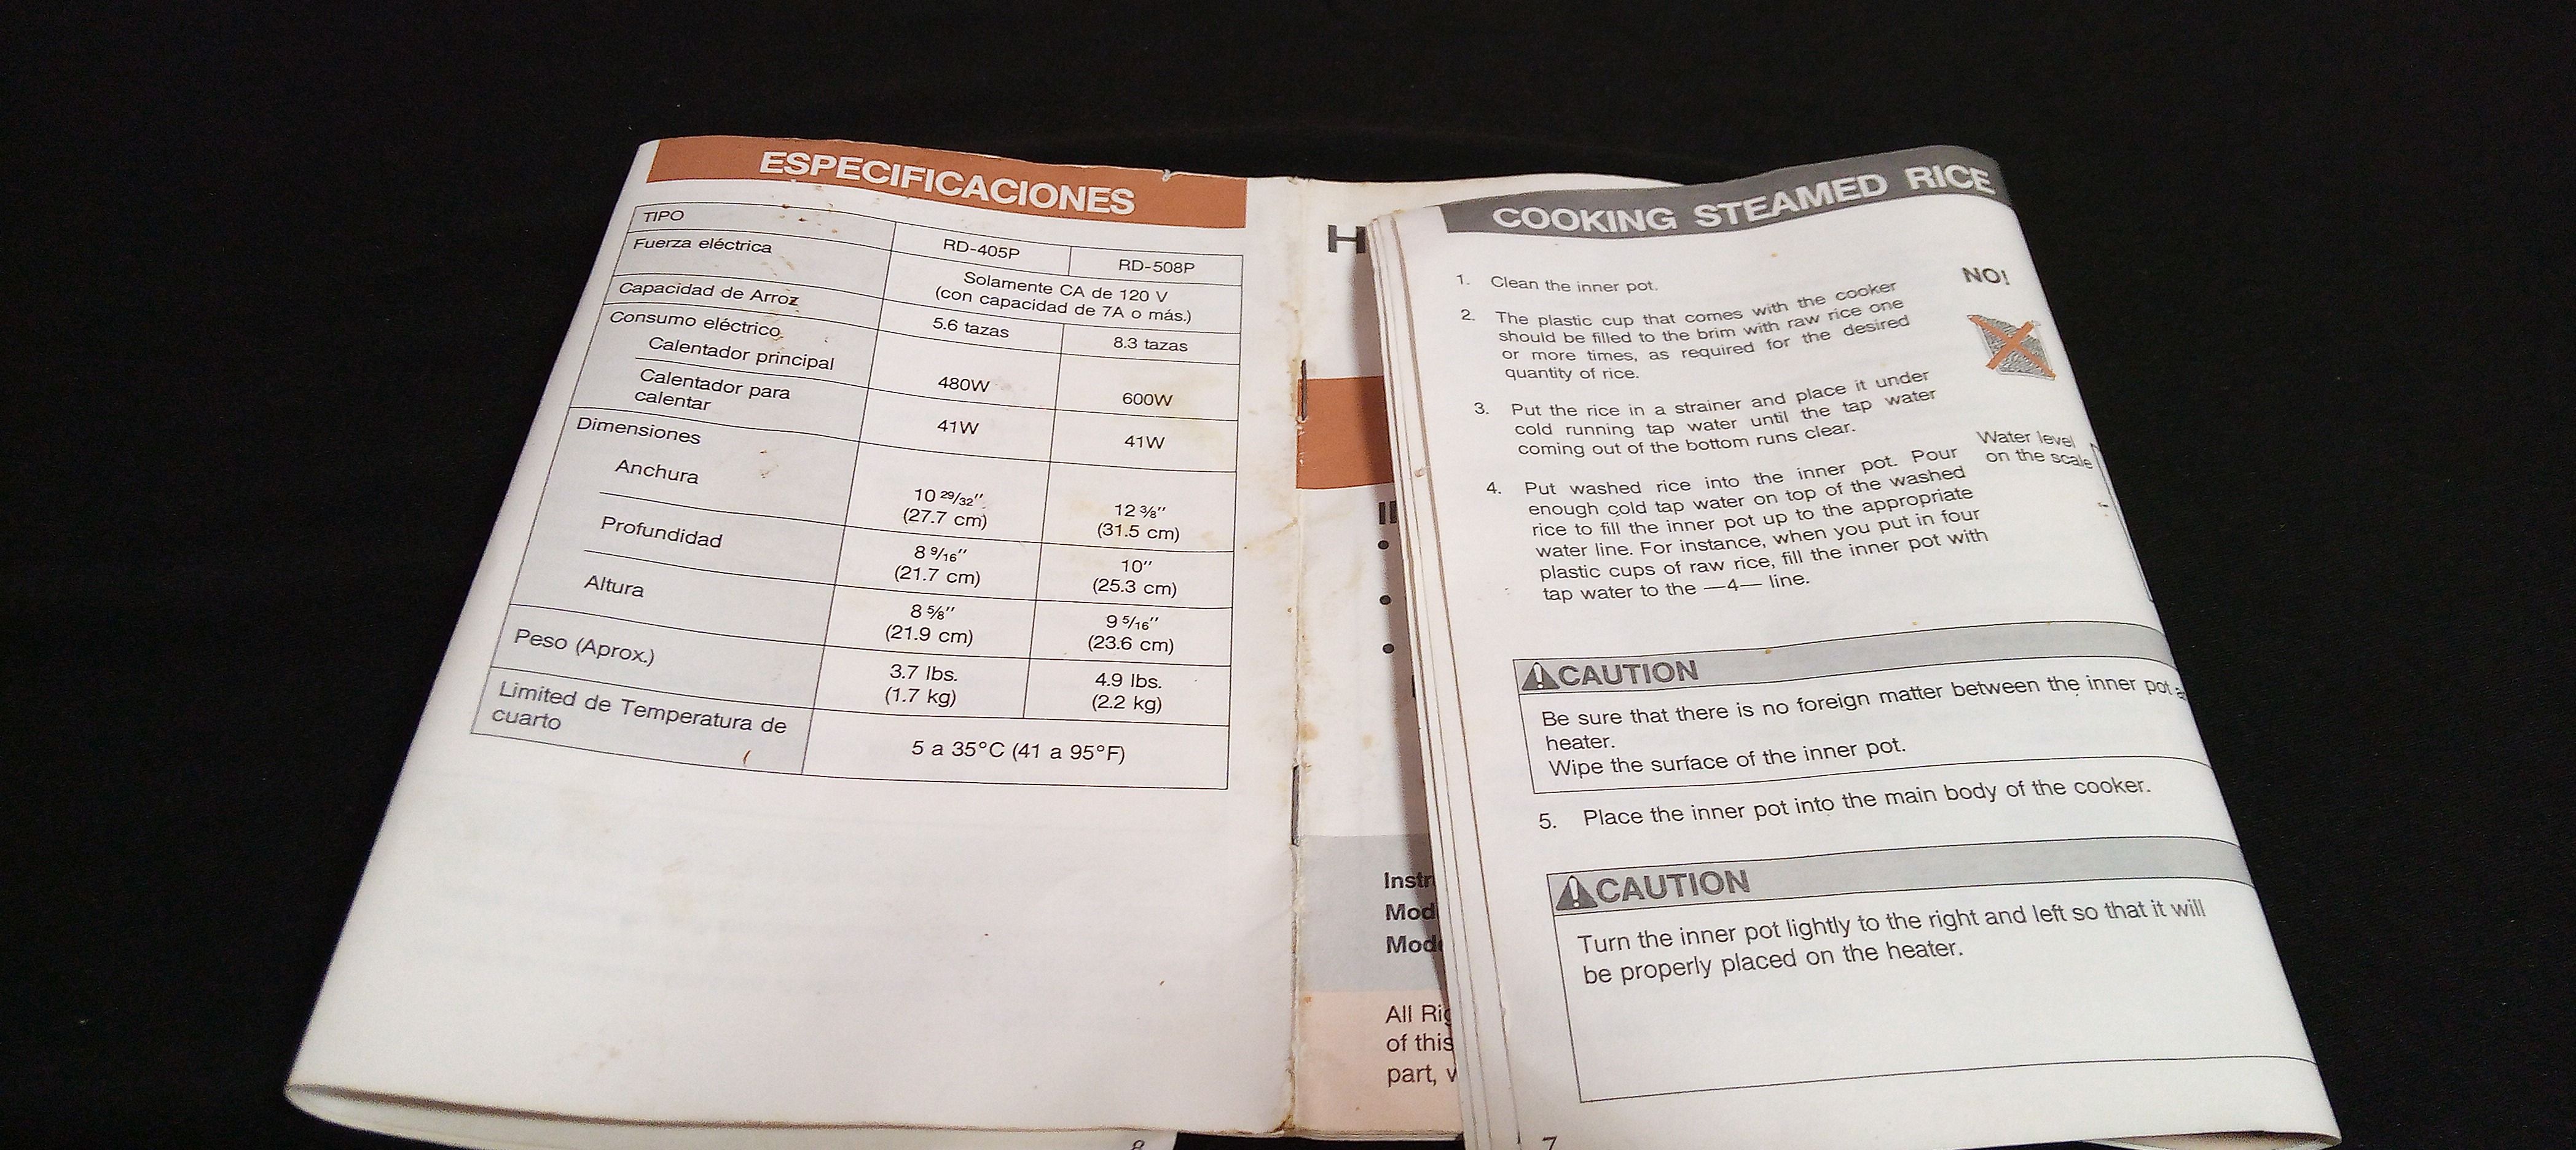 ESPECIFICACIONES
TIPO
RD-405P
RD-508P
Fuerza eléctrica
Solamente CA de 120 V
(con capacidad de 7A o más.)
Capacidad de Arroz
5.6 tazas
8.3 tazas
Consumo eléctrico
Calentador principal
480W
600W
Calentador para
calentar
41W
41W
Dimensiones
Anchura
10 29/32"
(27.7 cm)
12 3/8"
(31.5 cm)
Profundidad
8 9/16"
(21.7 cm)
10"
(25.3 cm)
Altura
8 5/8"
(21.9 cm)
9 5/16"
(23.6 cm)
Peso (Aprox.)
3.7 lbs.
(1.7 kg)
4.9 lbs.
(2.2 kg)
Limited de Temperatura de
cuarto
5 a 35°C (41 a 95°F)
8
H
All
of this
part,
COOKING STEAMED RICE
1. Clean the inner pot.
2. The plastic cup that comes with the cooker
should be filled to the brim with raw rice one
or more times, as required for the desired
quantity of rice.
3. Put the rice in a strainer and place it under
cold running tap water until the tap water
coming out of the bottom runs clear.
4. Put washed rice into the inner pot. Pour
enough cold tap water on top of the washed
rice to fill the inner pot up to the appropriate
water line. For instance, when you put in four
plastic cups of raw rice, fill the inner pot with
tap water to the —4— line.
NO!
Water level
on the scale
CAUTION
Be sure that there is no foreign matter between the inner pot
heater.
Wipe the surface of the inner pot.
5. Place the inner pot into the main body of the cooker.
CAUTION
Turn the inner pot lightly to the right and left so that it will
be properly placed on the heater.
7